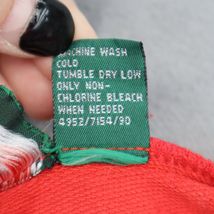 MACHINE WASH
COLD
TUMBLE DRY LOW
ONLY NON-
CHLORINE BLEACH
WHEN NEEDED
4952/7154/90